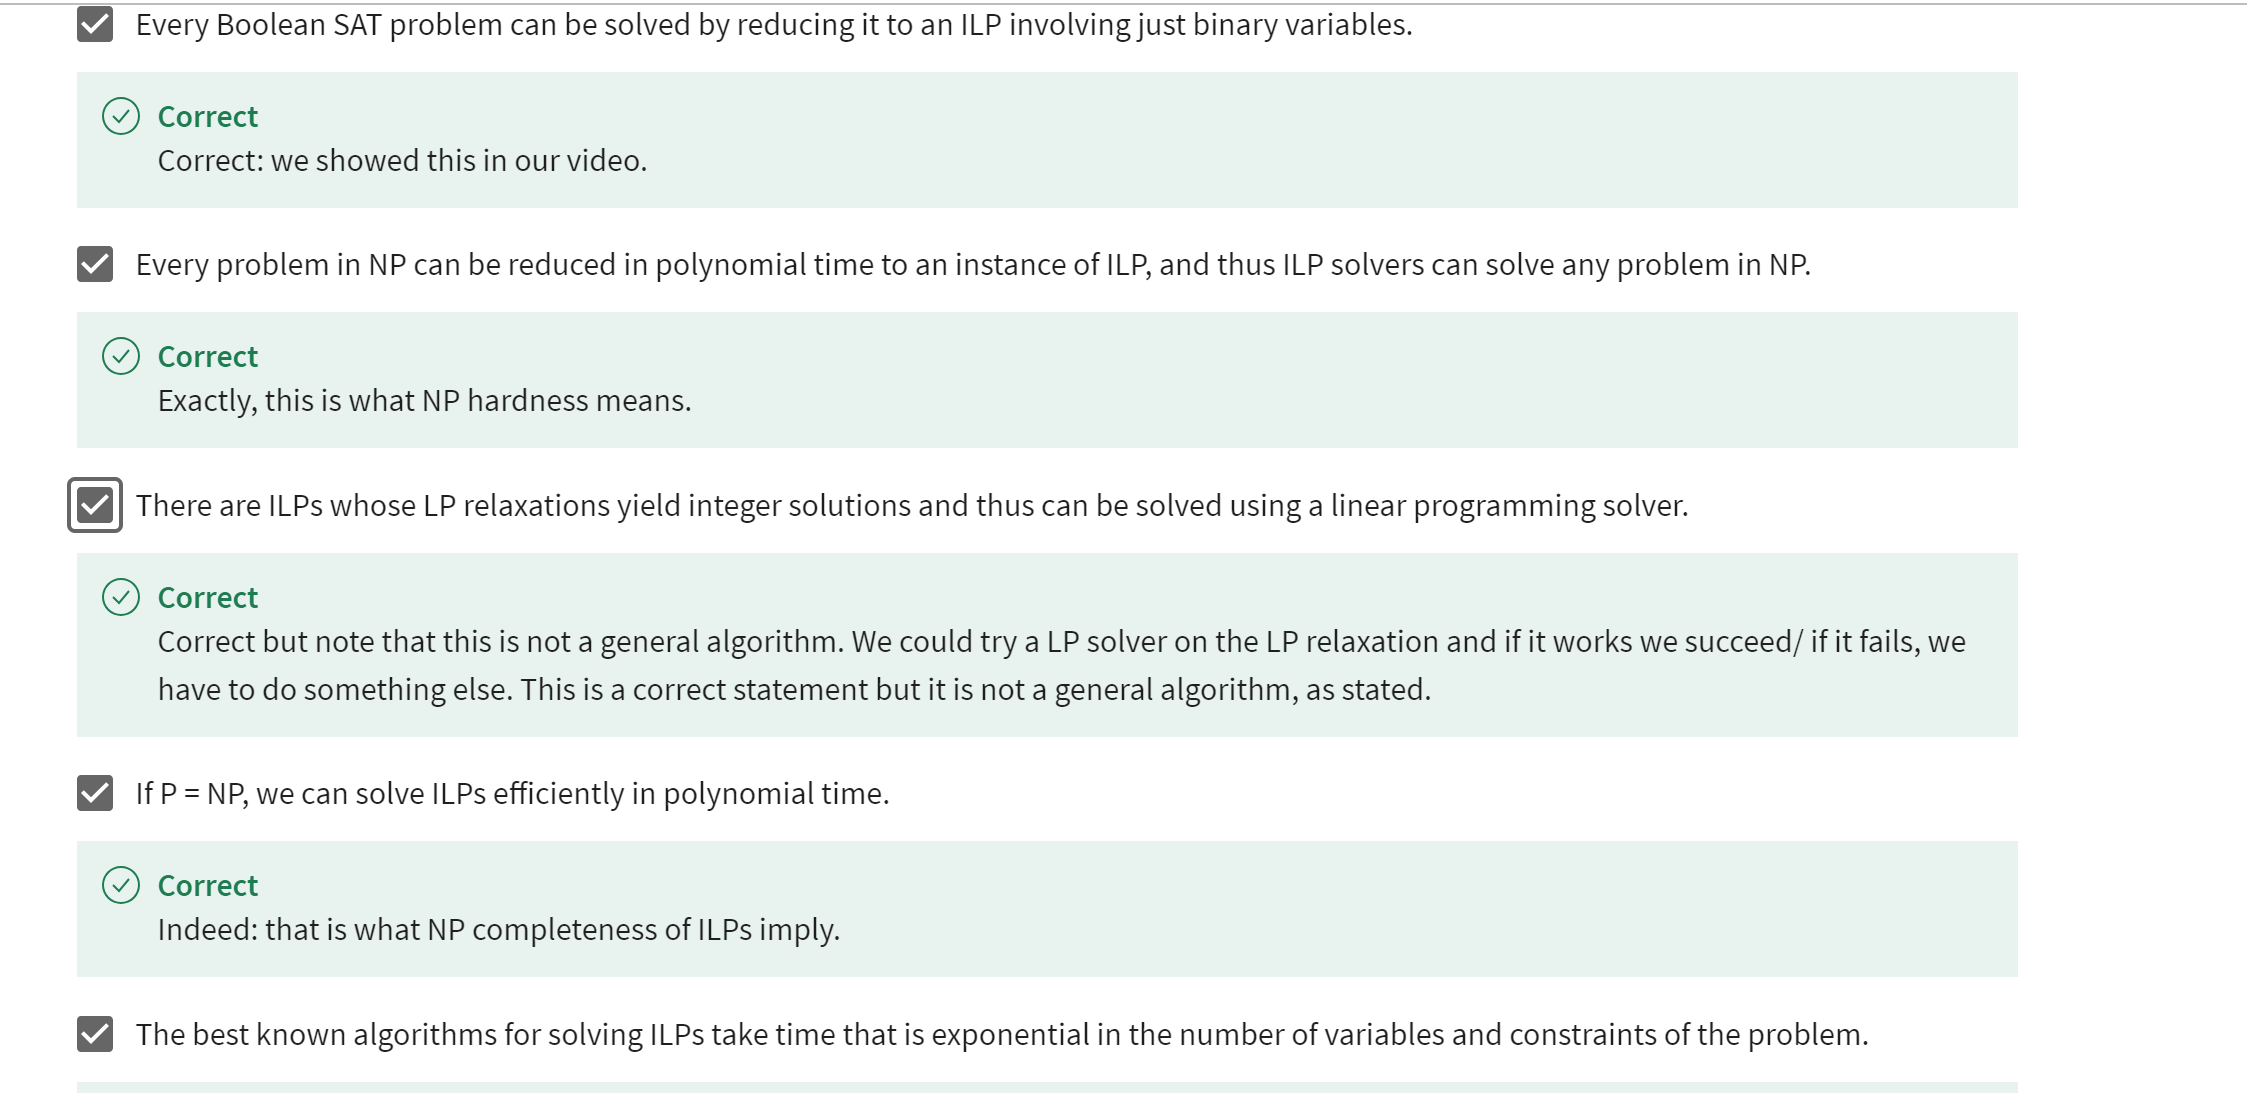 Every Boolean SAT problem can be solved by reducing it to an ILP involving just binary variables.
Correct
Correct: we showed this in our video.
Every problem in NP can be reduced in polynomial time to an instance of ILP, and thus ILP solvers can solve any problem in NP.
Correct
Exactly, this is what NP hardness means.
There are ILPs whose LP relaxations yield integer solutions and thus can be solved using a linear programming solver.
Correct
Correct but note that this is not a general algorithm. We could try a LP solver on the LP relaxation and if it works we succeed/ if it fails, we
have to do something else. This is a correct statement but it is not a general algorithm, as stated.
If P = NP, we can solve ILPs efficiently in polynomial time.
Correct
Indeed: that is what NP completeness of ILPs imply.
The best known algorithms for solving ILPs take time that is exponential in the number of variables and constraints of the problem.